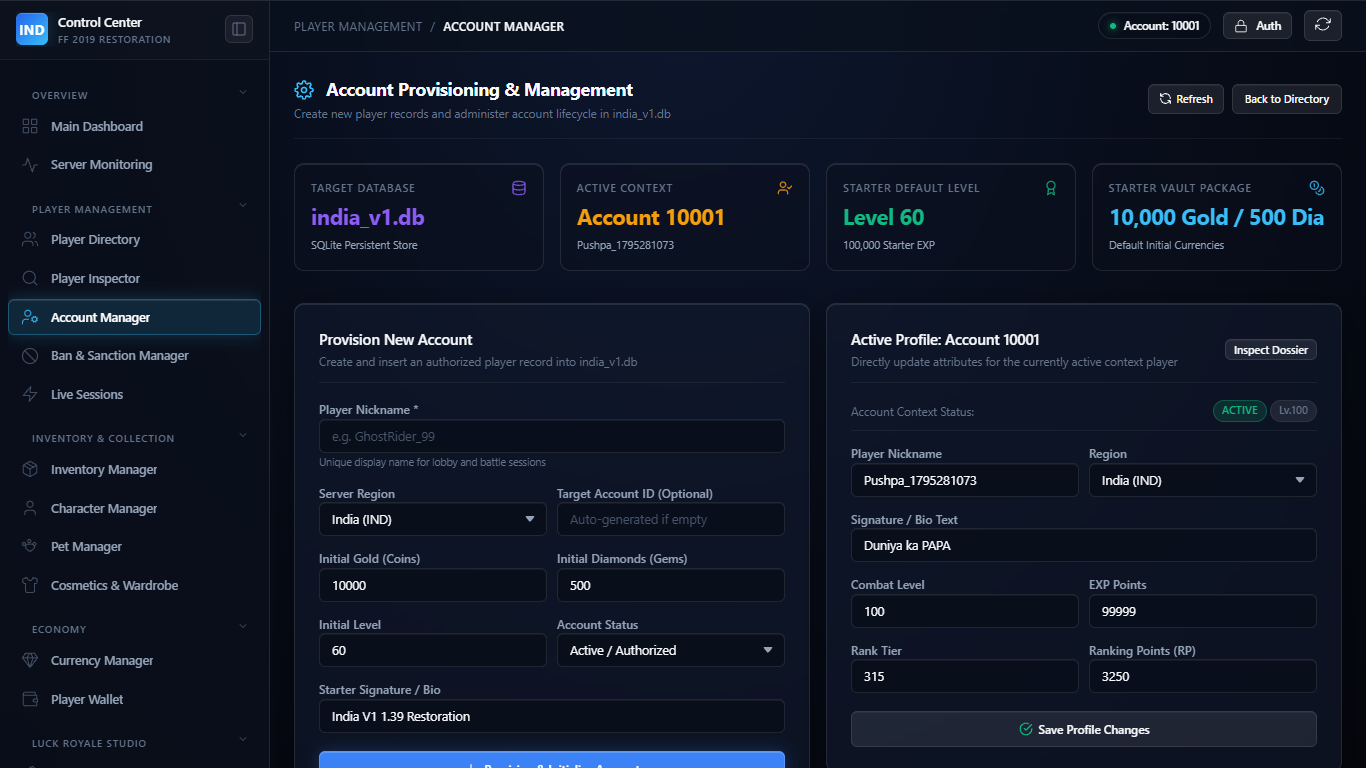 IND
Control Center
FF 2019 RESTORATION
OVERVIEW
Main Dashboard
Server Monitoring
PLAYER MANAGEMENT
Player Directory
Player Inspector
Account Manager
Ban & Sanction Manager
Live Sessions
INVENTORY & COLLECTION
Inventory Manager
Character Manager
Pet Manager
Cosmetics & Wardrobe
ECONOMY
Currency Manager
Player Wallet
LUCK ROYALE STUDIO
PLAYER MANAGEMENT / ACCOUNT MANAGER
Account: 10001
Auth
Account Provisioning & Management
Create new player records and administer account lifecycle in india_v1.db
Refresh
Back to Directory
TARGET DATABASE
india_v1.db
SQLite Persistent Store
ACTIVE CONTEXT
Account 10001
Pushpa_1795281073
STARTER DEFAULT LEVEL
Level 60
100,000 Starter EXP
STARTER VAULT PACKAGE
10,000 Gold / 500 Dia
Default Initial Currencies
Provision New Account
Create and insert an authorized player record into india_v1.db
Player Nickname *
e.g. GhostRider_99
Unique display name for lobby and battle sessions
Server Region
India (IND)
Target Account ID (Optional)
Auto-generated if empty
Initial Gold (Coins)
10000
Initial Diamonds (Gems)
500
Initial Level
60
Account Status
Active / Authorized
Starter Signature / Bio
India V1 1.39 Restoration
Active Profile: Account 10001
Directly update attributes for the currently active context player
Inspect Dossier
Account Context Status:
ACTIVE
Lv.100
Player Nickname
Pushpa_1795281073
Region
India (IND)
Signature / Bio Text
Duniya ka PAPA
Combat Level
100
EXP Points
99999
Rank Tier
315
Ranking Points (RP)
3250
Save Profile Changes